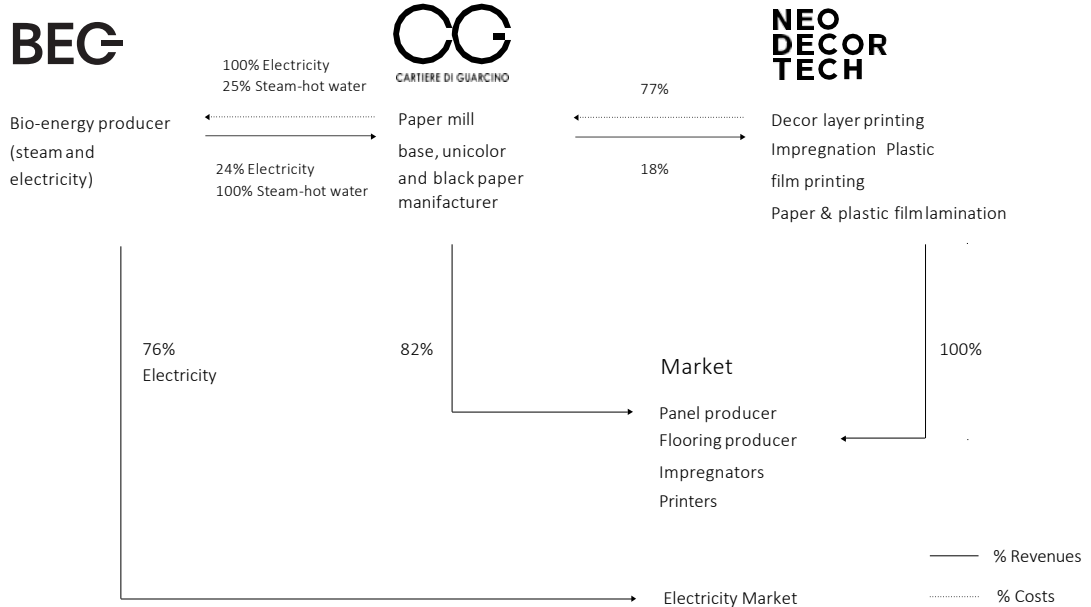 BEC
CG
CARTIERE DI GUARCINO
NEO
DECOR
TECH
100% Electricity
25% Steam-hot water
77%
Bio-energy producer
(steam and
electricity)
24% Electricity
100% Steam-hot water
Paper mill
base, unicolor
and black paper
manifacturer
18%
Decor layer printing
Impregnation Plastic
film printing
Paper & plastic film lamination
76%
Electricity
82%
100%
Market
Panel producer
Flooring producer
Impregnators
Printers
Electricity Market
% Revenues
% Costs